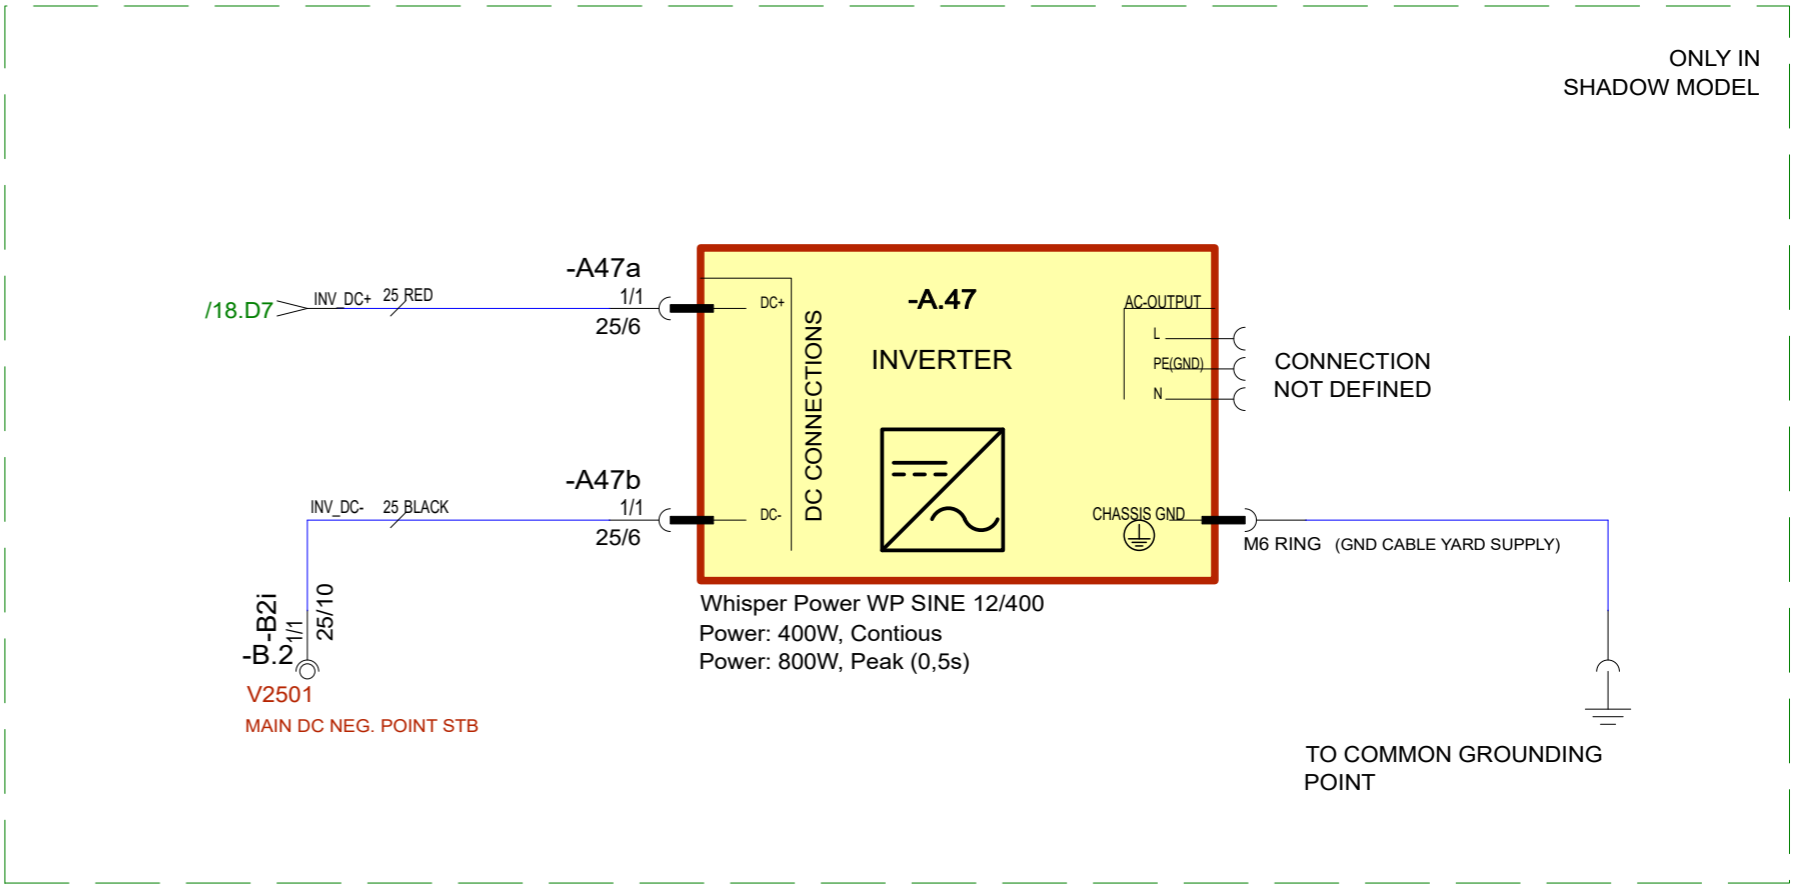 ONLY IN
SHADOW MODEL
-A47a
/18.D7
INV_DC+
25 RED
1/1
25/6
DC+
DC CONNECTIONS
-A.47
INVERTER
AC-OUTPUT
L
PE(GND)
N
CONNECTION
NOT DEFINED
-A47b
INV_DC-
25 BLACK
1/1
25/6
DC-
CHASSIS GND
M6 RING (GND CABLE YARD SUPPLY)
-B2i
1/1
25/10
-B.2
V2501
MAIN DC NEG. POINT STB
Whisper Power WP SINE 12/400
Power: 400W, Contious
Power: 800W, Peak (0,5s)
TO COMMON GROUNDING
POINT